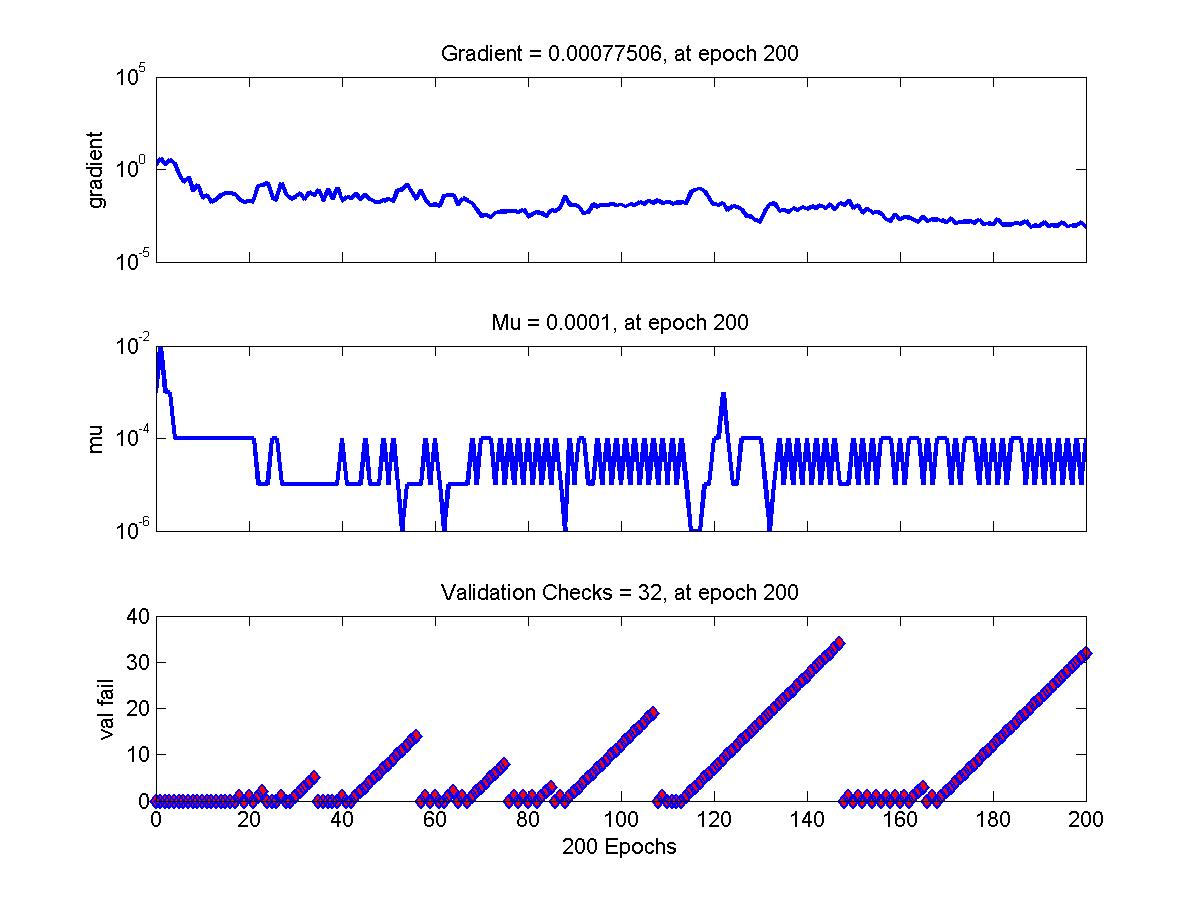 Gradient = 0.00077506, at epoch 200
10^5
10^0
10^-5
gradient
Mu = 0.0001, at epoch 200
10^-2
10^-4
10^-6
mu
Validation Checks = 32, at epoch 200
40
30
20
10
0
val fail
0 20 40 60 80 100 120 140 160 180 200
200 Epochs